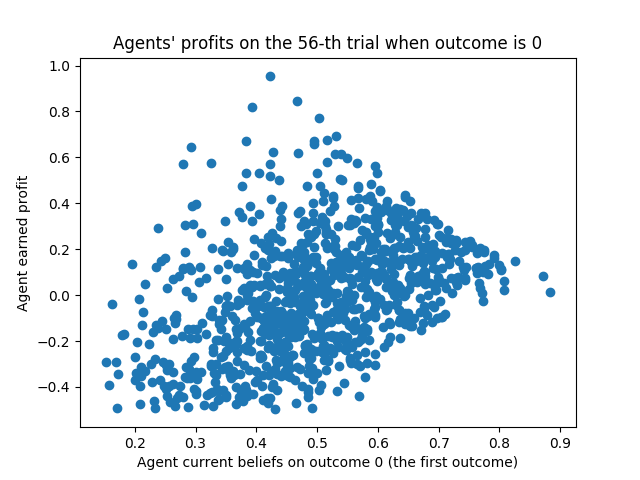 Agents' profits on the 56-th trial when outcome is 0
1.0
0.8
0.6
0.4
0.2
0.0
−0.2
−0.4
Agent earned profit
0.2 0.3 0.4 0.5 0.6 0.7 0.8 0.9
Agent current beliefs on outcome 0 (the first outcome)